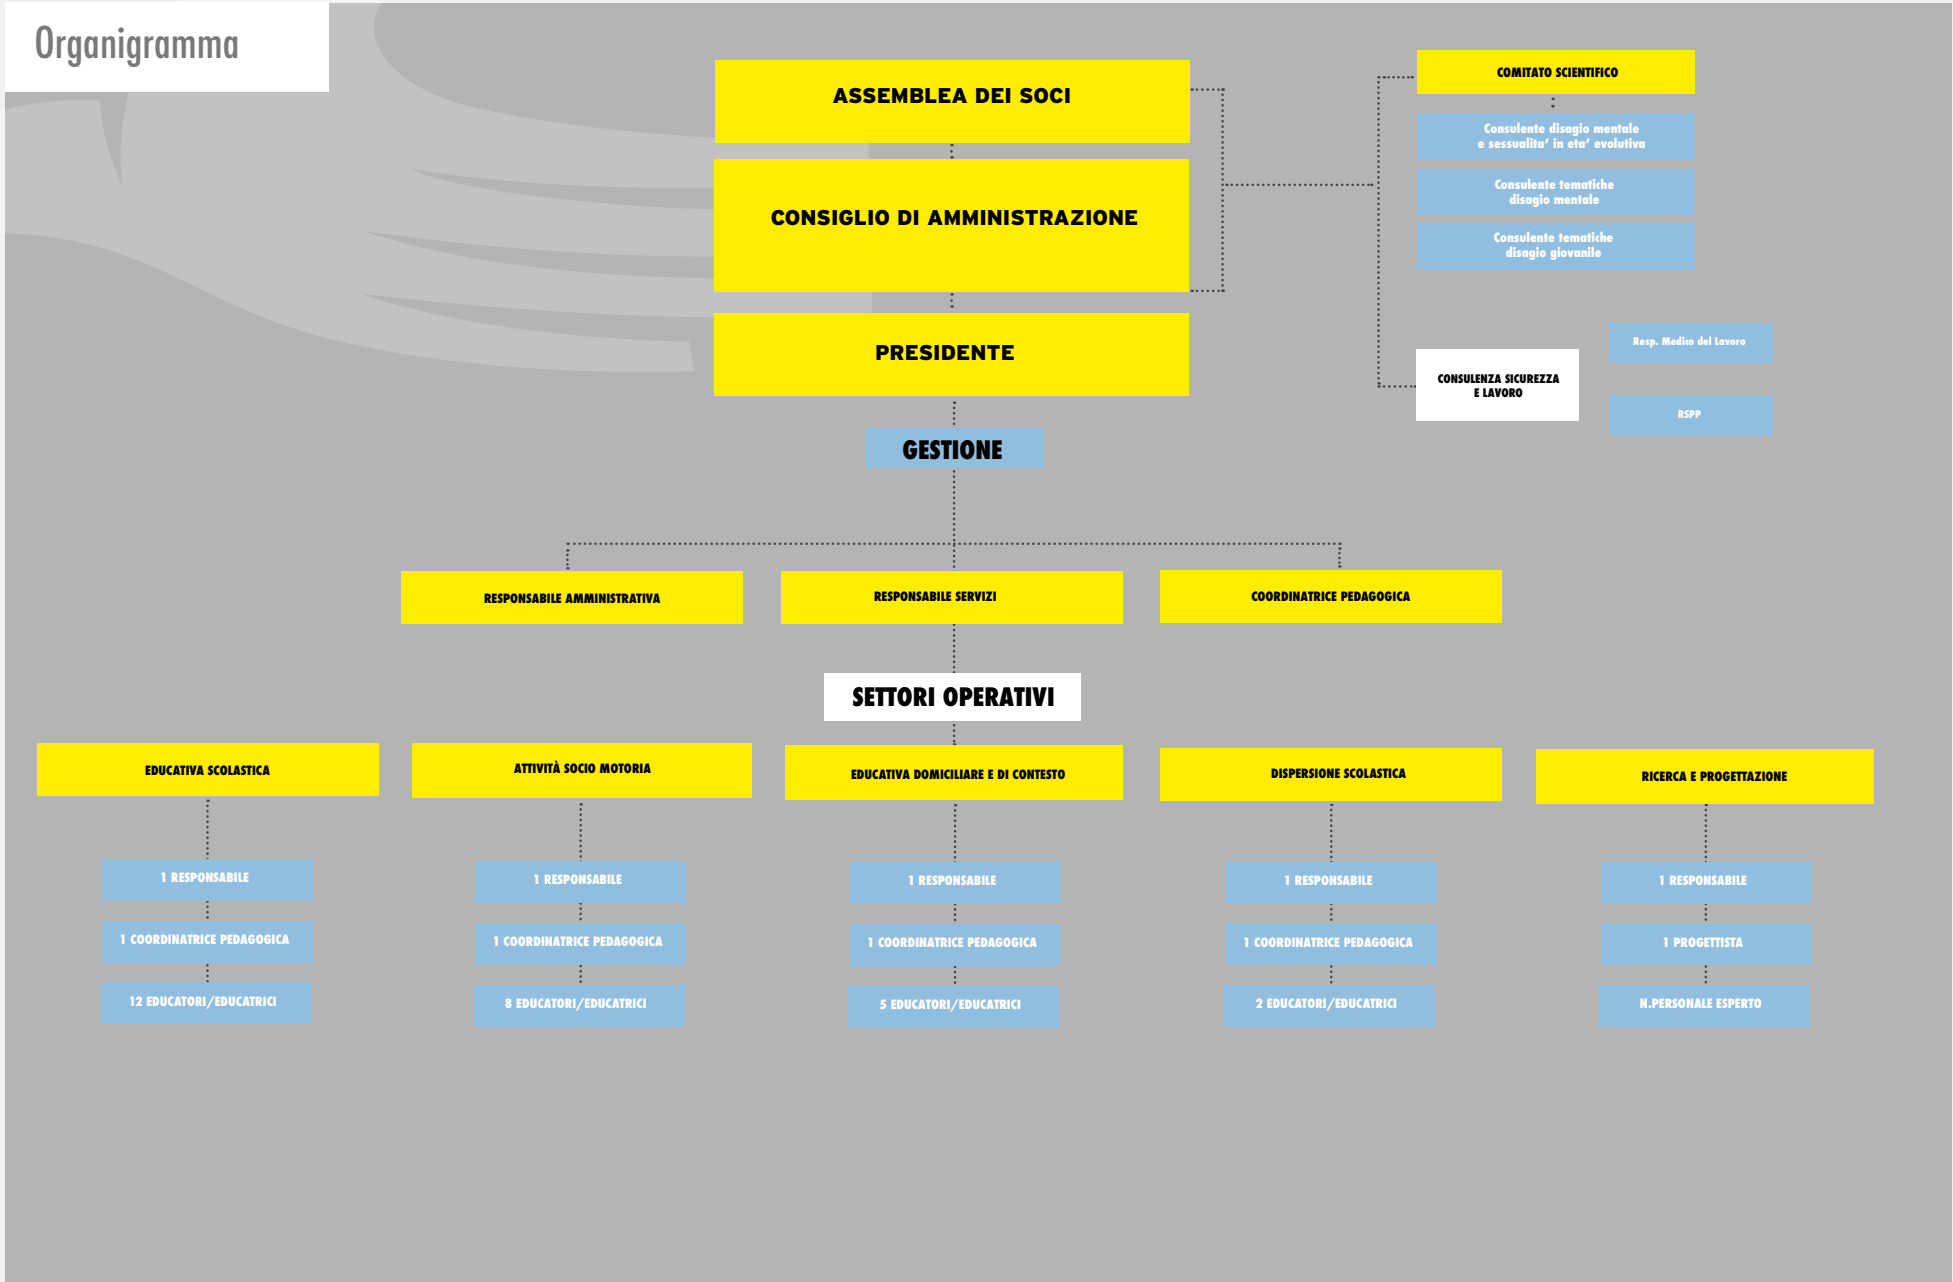 Organigramma
ASSEMBLEA DEI SOCI
CONSIGLIO DI AMMINISTRAZIONE
PRESIDENTE
COMITATO SCIENTIFICO
Consulente disagio mentale
e sessualita’ in eta’ evolutiva
Consulente tematiche
disagio mentale
Consulente tematiche
disagio giovanile
CONSULENZA SICUREZZA
E LAVORO
Resp. Medico del Lavoro
RSPP
GESTIONE
RESPONSABILE AMMINISTRATIVA
RESPONSABILE SERVIZI
COORDINATRICE PEDAGOGICA
SETTORI OPERATIVI
EDUCATIVA SCOLASTICA
1 RESPONSABILE
1 COORDINATRICE PEDAGOGICA
12 EDUCATORI/EDUCATRICI
ATTIVITÀ SOCIO MOTORIA
1 RESPONSABILE
1 COORDINATRICE PEDAGOGICA
8 EDUCATORI/EDUCATRICI
EDUCATIVA DOMICILIARE E DI CONTESTO
1 RESPONSABILE
1 COORDINATRICE PEDAGOGICA
5 EDUCATORI/EDUCATRICI
DISPERSIONE SCOLASTICA
1 RESPONSABILE
1 COORDINATRICE PEDAGOGICA
2 EDUCATORI/EDUCATRICI
RICERCA E PROGETTAZIONE
1 RESPONSABILE
1 PROGETTISTA
N.PERSONALE ESPERTO